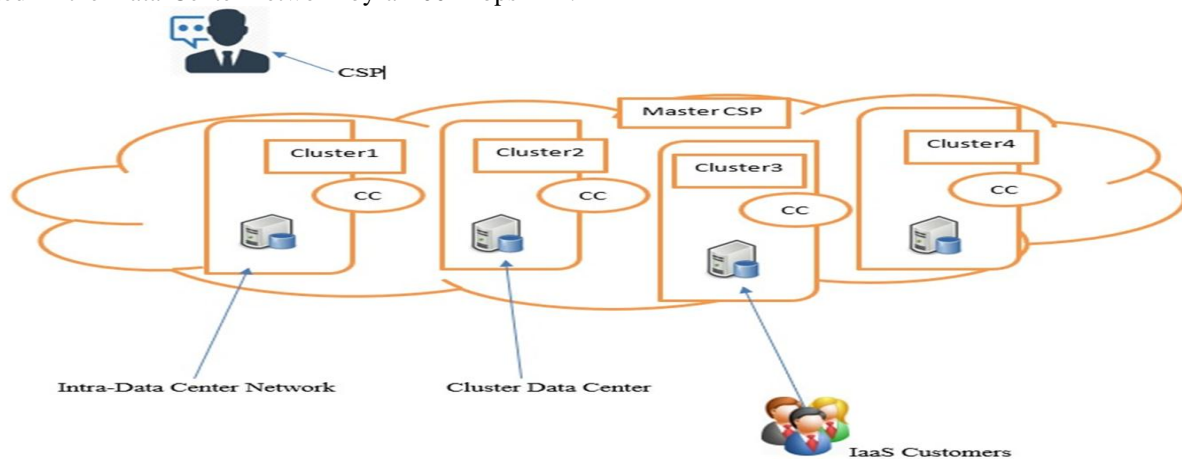 CSP
Master CSP
Cluster1
Cluster2
Cluster3
Cluster4
CC
CC
CC
CC
Intra-Data Center Network
Cluster Data Center
IaaS Customers